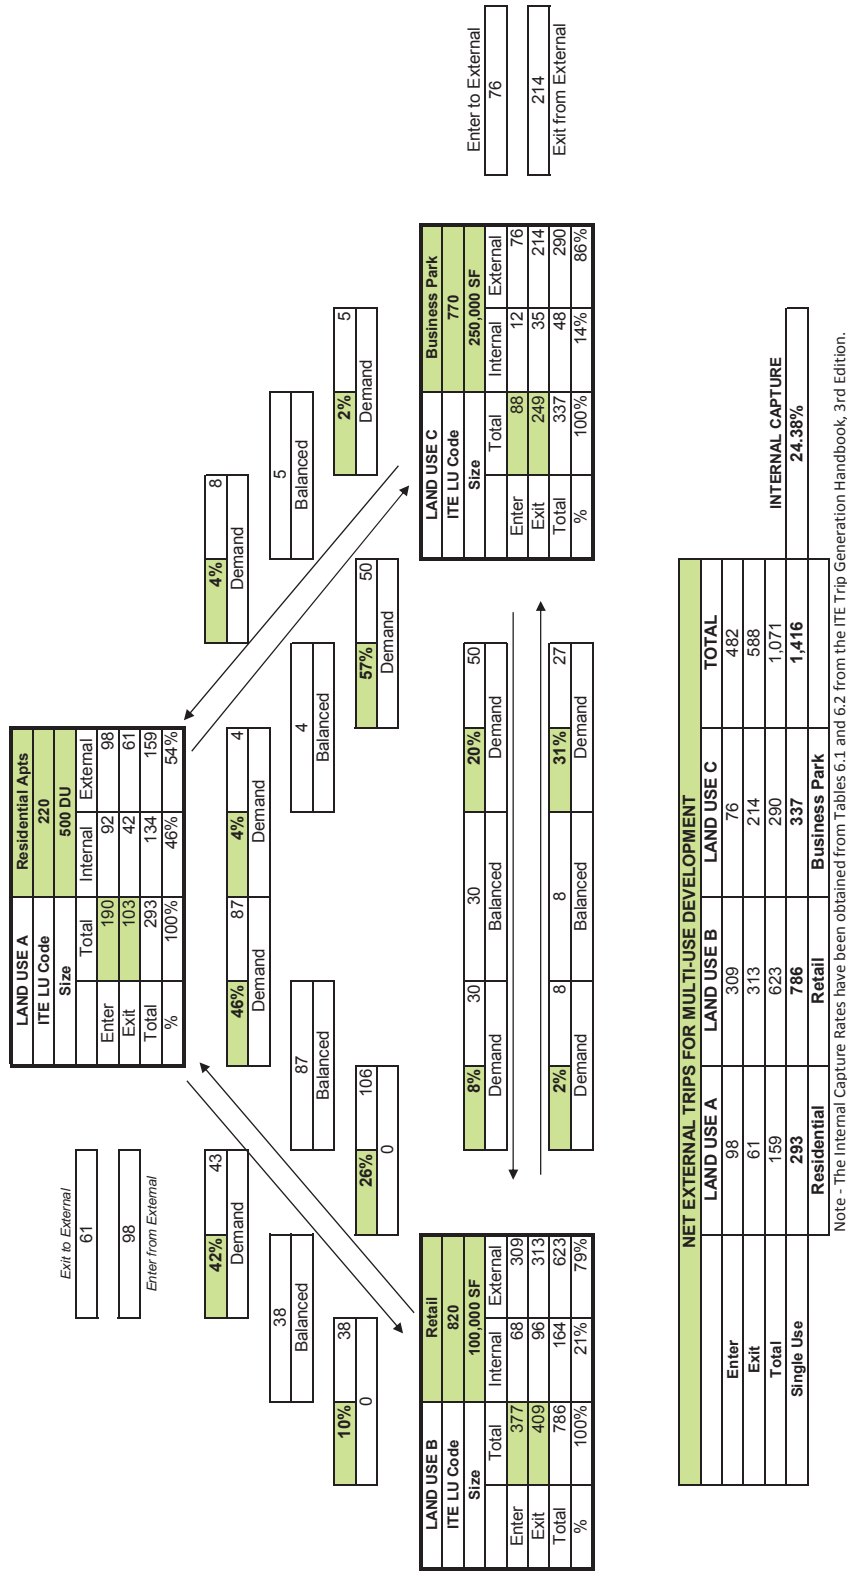 LAND USE A Residential Apts
ITE LU Code 220
Size 500 DU
Total Internal External
Enter 190 92 98
Exit 103 42 61
Total 293 134 159
% 100% 46% 54%
Exit to External
61
98
Enter from External
42% 43
Demand
46% 87
Demand
4% 4
Demand
4% 8
Demand
38
Balanced
87
Balanced
4
Balanced
5
Balanced
10% 38
0
26% 106
0
57% 50
Demand
2% 5
Demand
LAND USE B Retail
ITE LU Code 820
Size 100,000 SF
Total Internal External
Enter 377 68 309
Exit 409 96 313
Total 786 164 623
% 100% 21% 79%
8% 30 30 20% 50
Demand Balanced Demand
2% 8 8 31% 27
Demand Balanced Demand
LAND USE C Business Park
ITE LU Code 770
Size 250,000 SF
Total Internal External
Enter 88 12 76
Exit 249 35 214
Total 337 48 290
% 100% 14% 86%
Enter to External
76
214
Exit from External
NET EXTERNAL TRIPS FOR MULTI-USE DEVELOPMENT
LAND USE A LAND USE B LAND USE C TOTAL
Enter 98 309 76 482
Exit 61 313 214 588
Total 159 623 290 1,071 INTERNAL CAPTURE
Single Use 293 786 337 1,416 24.38%
Residential Retail Business Park
Note - The Internal Capture Rates have been obtained from Tables 6.1 and 6.2 from the ITE Trip Generation Handbook, 3rd Edition.